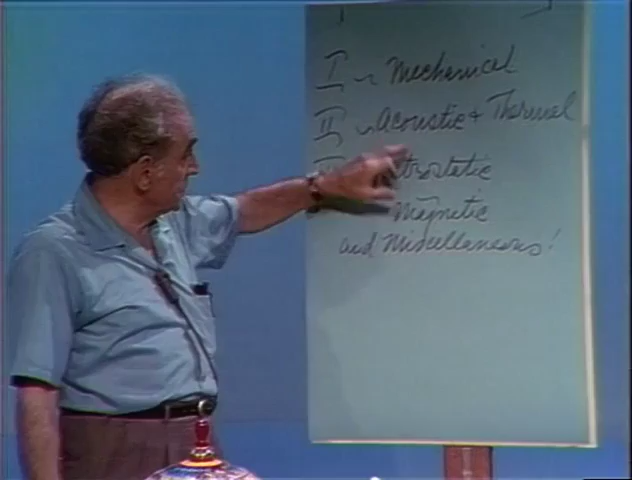 I ~ Mechanical
II ~ Acoustic + Thermal
trostatic
Magnetic
and Miscellaneous!